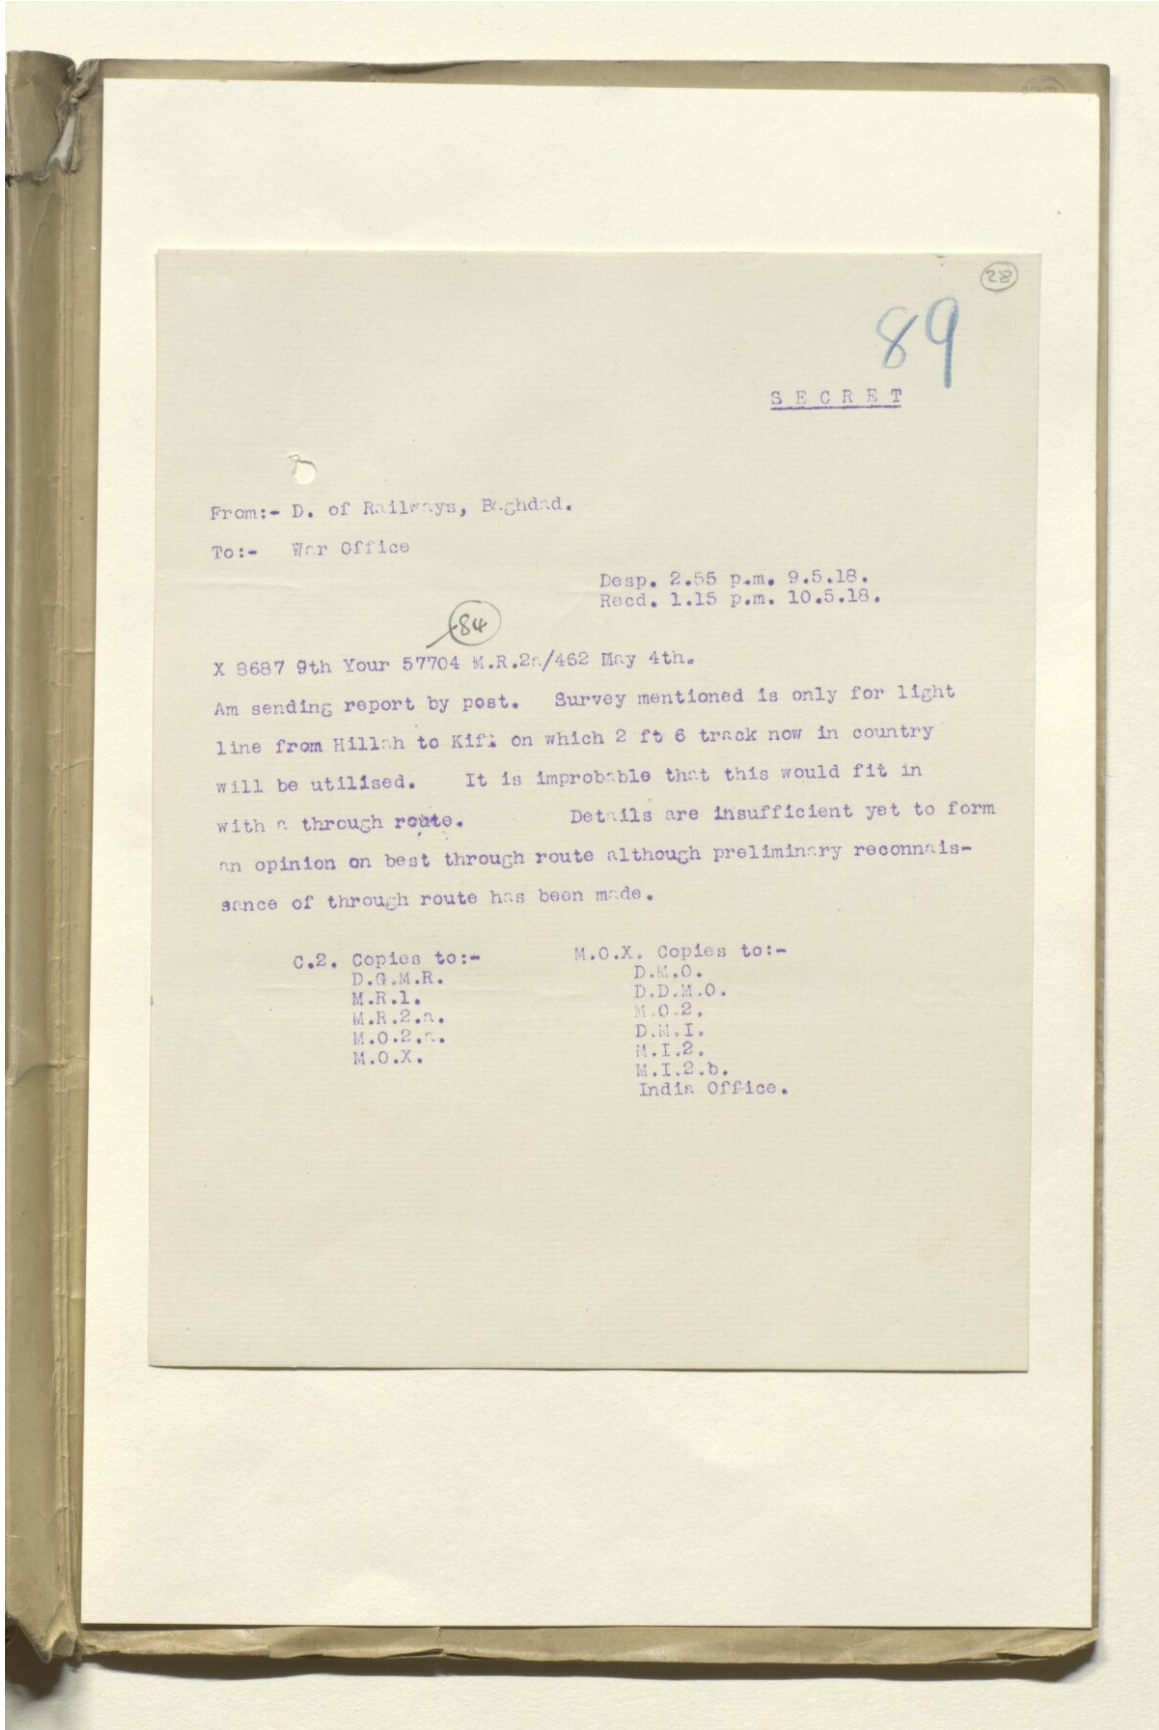 28
89
SECRET
From:- D. of Railways, Baghdad.
To:- War Office
Desp. 2.55 p.m. 9.5.18.
Recd. 1.15 p.m. 10.5.18.
84
X 8687 9th Your 57704 M.R.2a/462 May 4th.
Am sending report by post. Survey mentioned is only for light
line from Hillah to Kifl on which 2 ft 6 track now in country
will be utilised. It is improbable that this would fit in
with a through route. Details are insufficient yet to form
an opinion on best through route although preliminary reconnais-
sance of through route has been made.
C.2. Copies to:-
D.G.M.R.
M.R.1.
M.R.2.a.
M.O.2.a.
M.O.X.
M.O.X. Copies to:-
D.M.O.
D.D.M.O.
M.O.2.
D.M.I.
M.I.2.
M.I.2.b.
India Office.